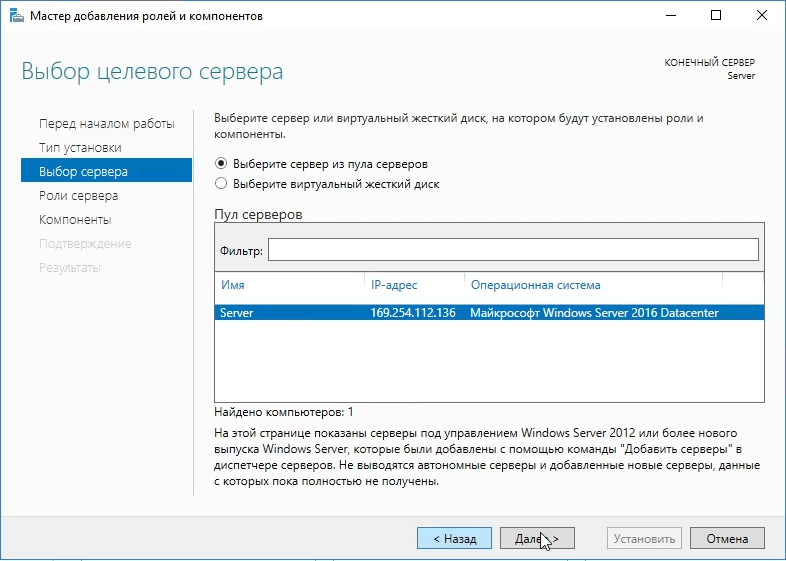 Мастер добавления ролей и компонентов
Выбор целевого сервера
КОНЕЧНЫЙ СЕРВЕР
Server
Перед началом работы
Тип установки
Выбор сервера
Роли сервера
Компоненты
Подтверждение
Результаты
Выберите сервер или виртуальный жесткий диск, на котором будут установлены роли и
компоненты.
Выберите сервер из пула серверов
Выберите виртуальный жесткий диск
Пул серверов
Фильтр:
Имя IP-адрес Операционная система
Server 169.254.112.136 Майкрософт Windows Server 2016 Datacenter
Найдено компьютеров: 1
На этой странице показаны серверы под управлением Windows Server 2012 или более нового
выпуска Windows Server, которые были добавлены с помощью команды "Добавить серверы" в
диспетчере серверов. Не выводятся автономные серверы и добавленные новые серверы, данные
с которых пока полностью не получены.
< Назад Далее > Установить Отмена